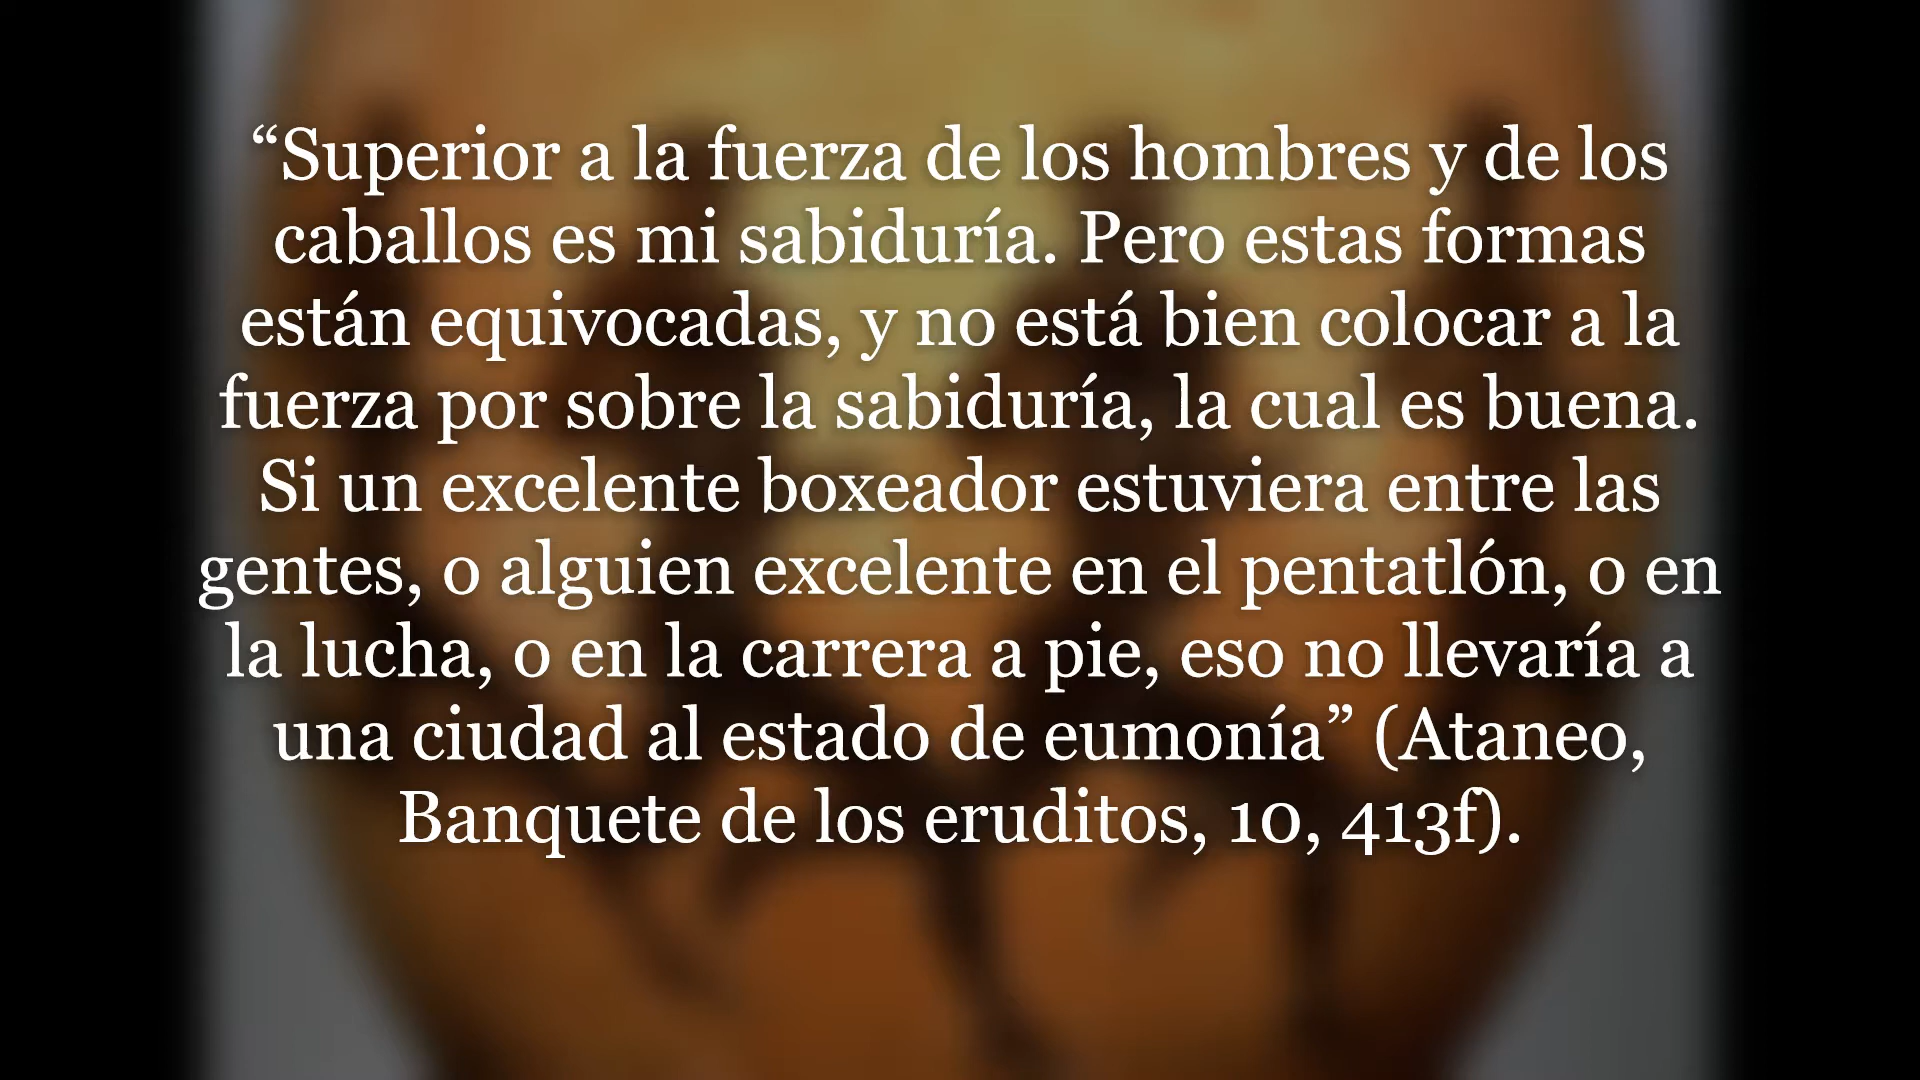 “Superior a la fuerza de los hombres y de los
caballos es mi sabiduría. Pero estas formas
están equivocadas, y no está bien colocar a la
fuerza por sobre la sabiduría, la cual es buena.
Si un excelente boxeador estuviera entre las
gentes, o alguien excelente en el pentatlón, o en
la lucha, o en la carrera a pie, eso no llevaría a
una ciudad al estado de eumonía” (Ataneo,
Banquete de los eruditos, 10, 413f).